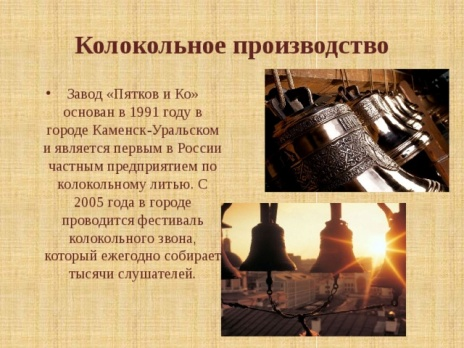 Колокольное производство
• Завод «Пятков и Ко»
основан в 1991 году в
городе Каменск-Уральском
и является первым в России
частным предприятием по
колокольному литью. С
2005 года в городе
проводится фестиваль
колокольного звона,
который ежегодно собирает
тысячи слушателей.